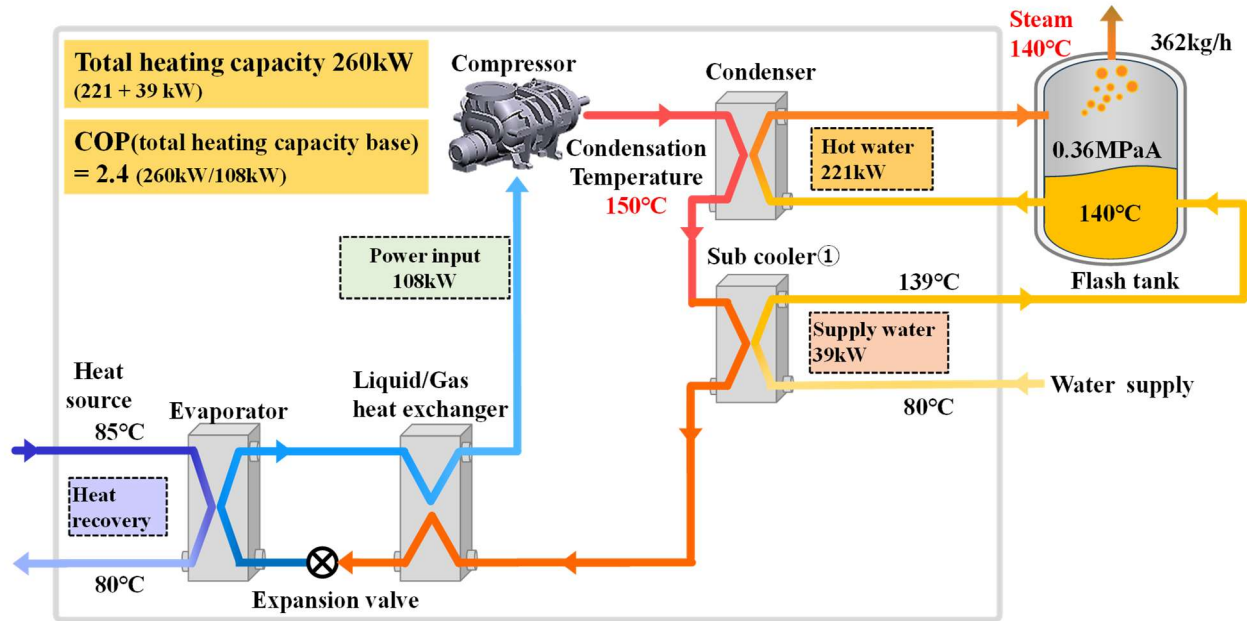 Total heating capacity 260kW
(221 + 39 kW)
COP(total heating capacity base)
= 2.4 (260kW/108kW)
Compressor
Condensation
Temperature
150℃
Condenser
Hot water
221kW
Steam
140℃
362kg/h
0.36MPaA
140℃
Flash tank
Power input
108kW
Sub cooler①
139℃
Supply water
39kW
80℃
Water supply
Heat
source
85℃
Evaporator
Liquid/Gas
heat exchanger
Heat
recovery
80℃
Expansion valve